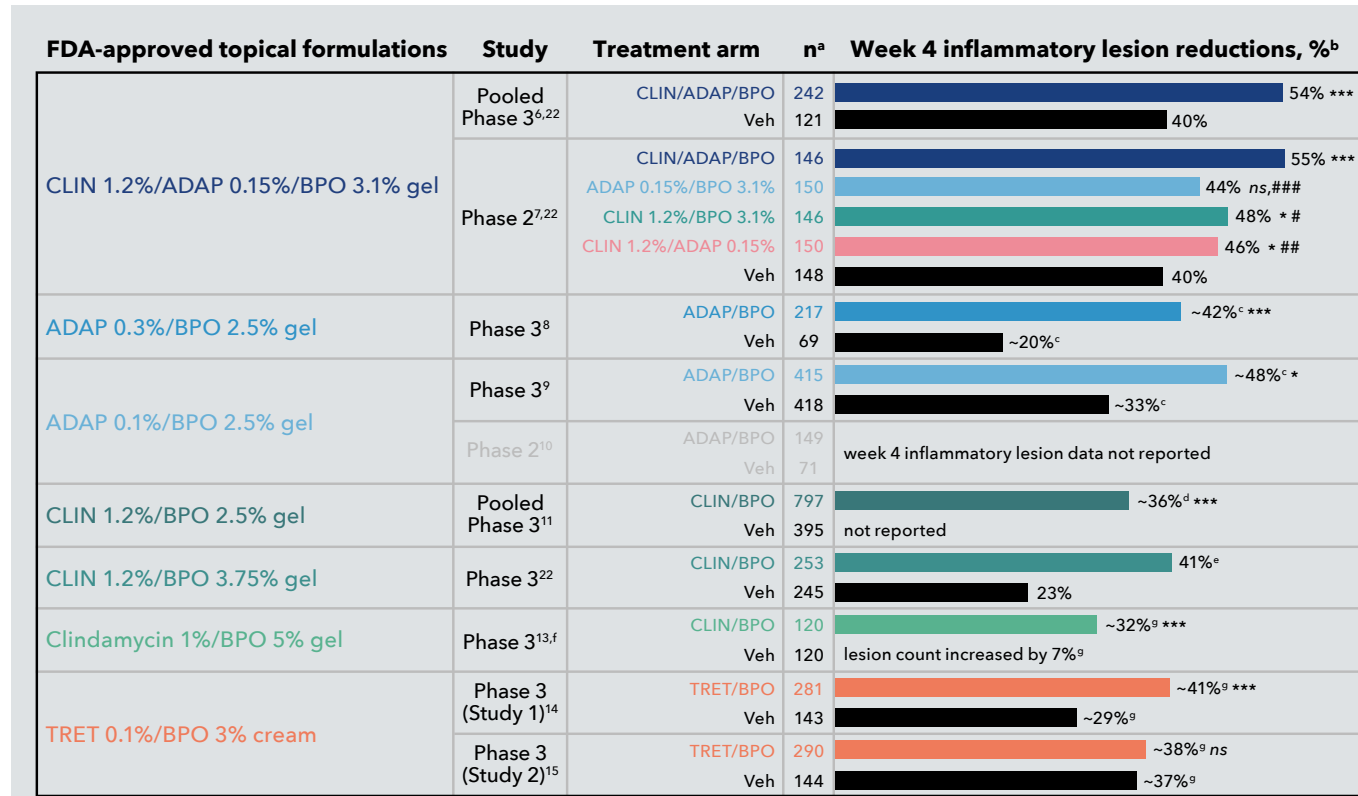 FDA-approved topical formulations Study Treatment arm nᵃ Week 4 inflammatory lesion reductions, %ᵇ
CLIN 1.2%/ADAP 0.15%/BPO 3.1% gel
Pooled
Phase 3⁶,²²
CLIN/ADAP/BPO 242 54% ***
Veh 121 40%
Phase 2⁷,²²
CLIN/ADAP/BPO 146 55% ***
ADAP 0.15%/BPO 3.1% 150 44% ns,###
CLIN 1.2%/BPO 3.1% 146 48% * #
CLIN 1.2%/ADAP 0.15% 150 46% * ##
Veh 148 40%
ADAP 0.3%/BPO 2.5% gel
Phase 3⁸
ADAP/BPO 217 ~42%ᶜ ***
Veh 69 ~20%ᶜ
ADAP 0.1%/BPO 2.5% gel
Phase 3⁹
ADAP/BPO 415 ~48%ᶜ *
Veh 418 ~33%ᶜ
Phase 2¹⁰
ADAP/BPO 149
Veh 71
week 4 inflammatory lesion data not reported
CLIN 1.2%/BPO 2.5% gel
Pooled
Phase 3¹¹
CLIN/BPO 797 ~36%ᵈ ***
Veh 395 not reported
CLIN 1.2%/BPO 3.75% gel
Phase 3²²
CLIN/BPO 253 41%ᵉ
Veh 245 23%
Clindamycin 1%/BPO 5% gel
Phase 3¹³,ᶠ
CLIN/BPO 120 ~32%ᵍ ***
Veh 120 lesion count increased by 7%ᵍ
TRET 0.1%/BPO 3% cream
Phase 3
(Study 1)¹⁴
TRET/BPO 281 ~41%ᵍ ***
Veh 143 ~29%ᵍ
Phase 3
(Study 2)¹⁵
TRET/BPO 290 ~38%ᵍ ns
Veh 144 ~37%ᵍ